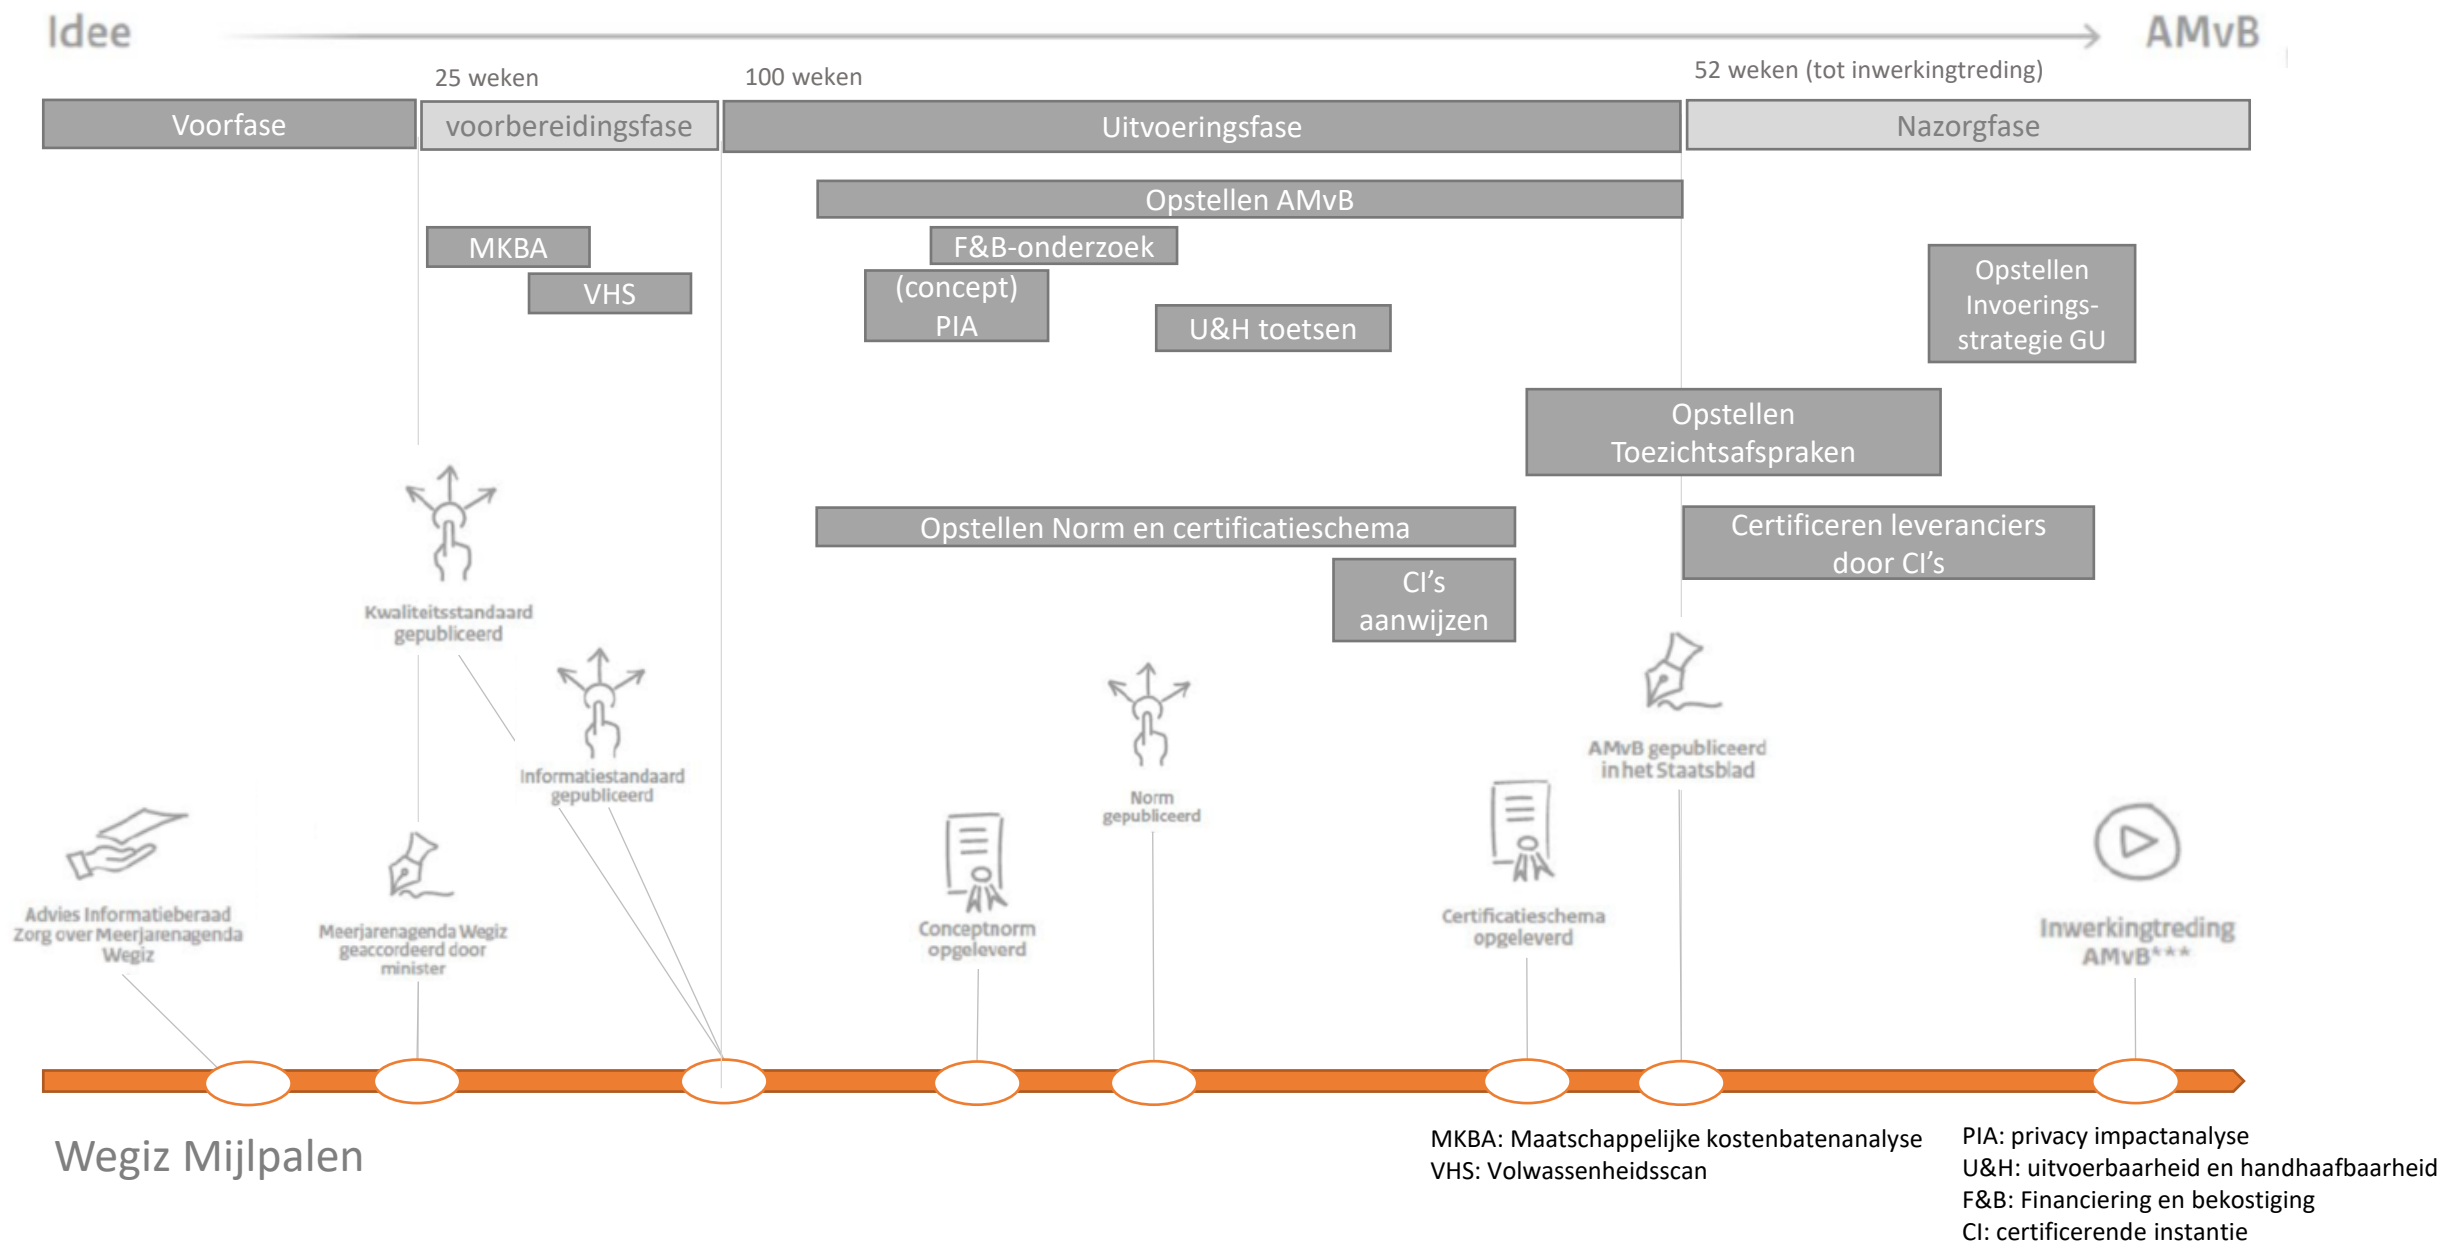 Idee
AMvB
25 weken
100 weken
52 weken (tot inwerkingtreding)
Voorfase
voorbereidingsfase
Uitvoeringsfase
Nazorgfase
Opstellen AMvB
MKBA
F&B-onderzoek
VHS
(concept)
PIA
U&H toetsen
Opstellen
Invoerings-
strategie GU
Opstellen
Toezichtsafspraken
Opstellen Norm en certificatieschema
Certificeren leveranciers
door CI's
CI's
aanwijzen
Kwaliteitsstandaard
gepubliceerd
Informatiestandaard
gepubliceerd
Norm
gepubliceerd
AMvB gepubliceerd
in het Staatsblad
Advies Informatieberaad
Zorg over Meerjarenagenda
Wegiz
Meerjarenagenda Wegiz
geaccordeerd door
minister
Conceptnorm
opgeleverd
Certificatieschema
opgeleverd
Inwerkingtreding
AMvB***
Wegiz Mijlpalen
MKBA: Maatschappelijke kostenbatenanalyse
VHS: Volwassenheidsscan
PIA: privacy impactanalyse
U&H: uitvoerbaarheid en handhaafbaarheid
F&B: Financiering en bekostiging
CI: certificerende instantie